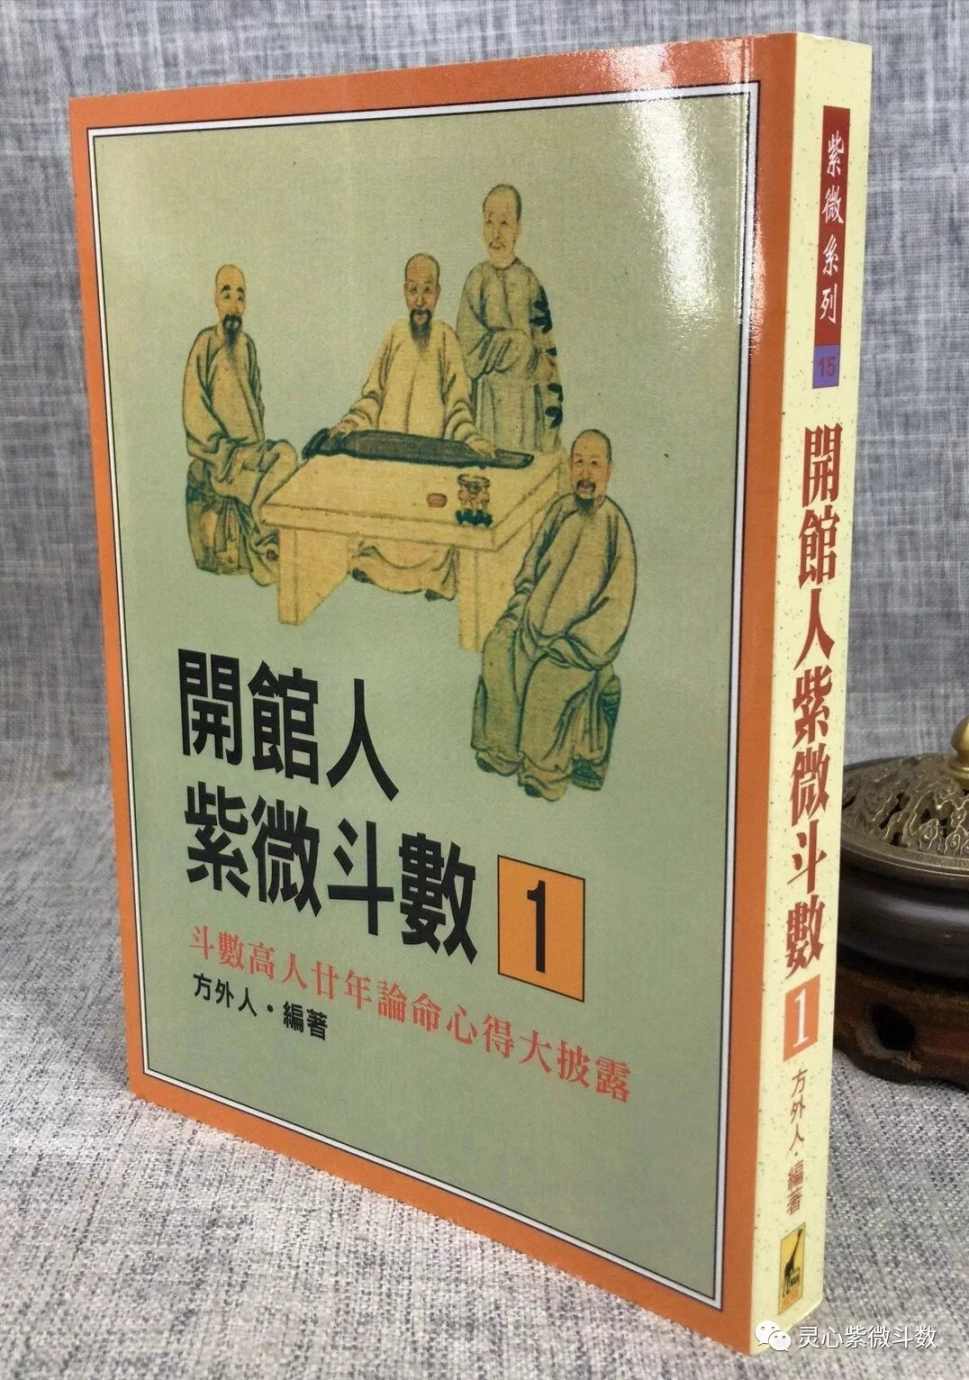 開館人
紫微斗數 1
斗數高人廿年論命心得大披露
方外人・編著
紫微系列
15
開館人紫微斗數 1
方外人・編著
灵心紫微斗数